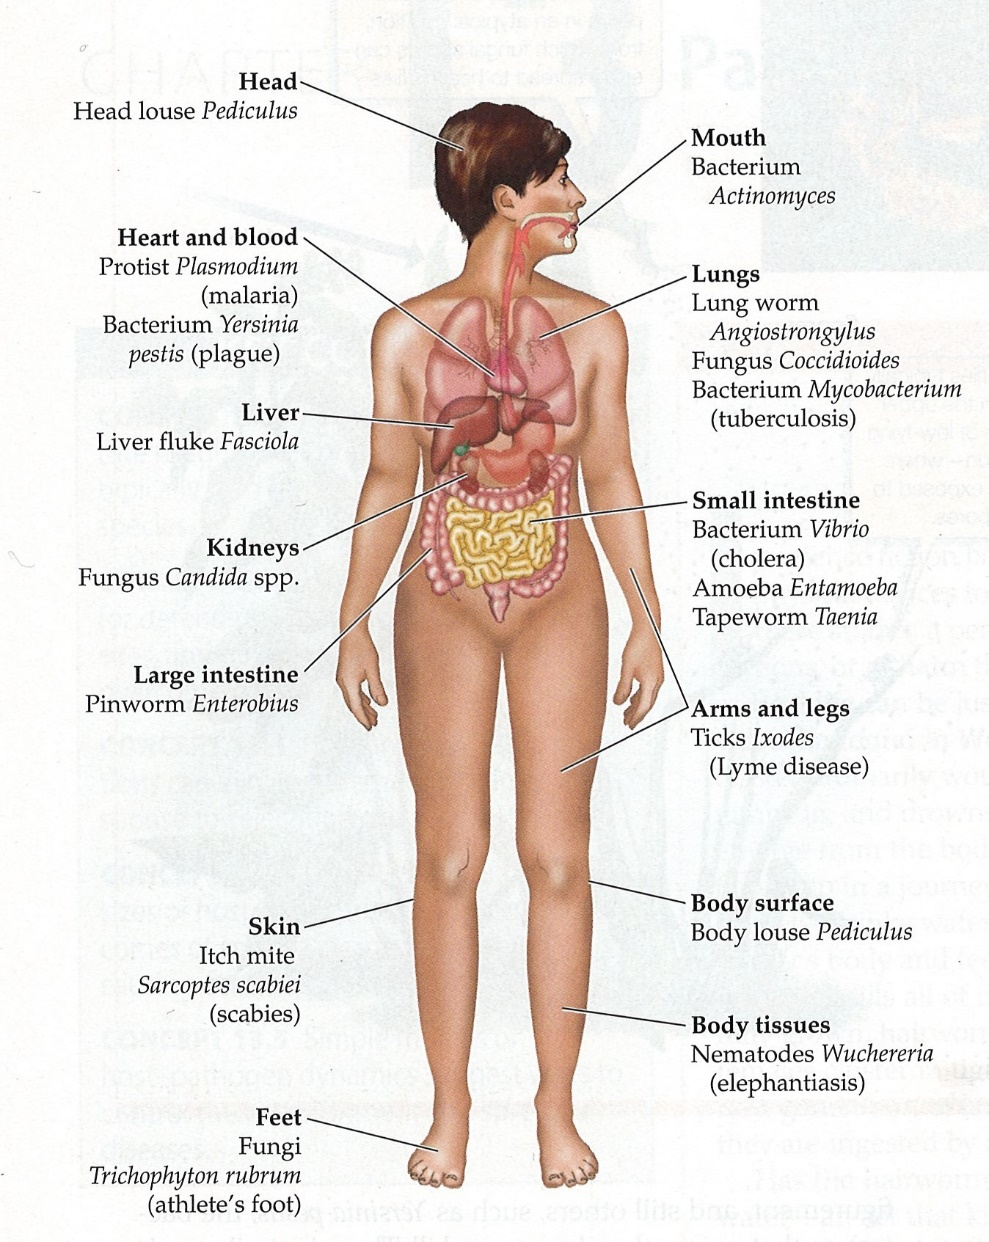 Head
Head louse Pediculus
Mouth
Bacterium
Actinomyces
Heart and blood
Protist Plasmodium
(malaria)
Bacterium Yersinia
pestis (plague)
Lungs
Lung worm
Angiostrongylus
Fungus Coccidioides
Bacterium Mycobacterium
(tuberculosis)
Liver
Liver fluke Fasciola
Small intestine
Bacterium Vibrio
(cholera)
Amoeba Entamoeba
Tapeworm Taenia
Kidneys
Fungus Candida spp.
Large intestine
Pinworm Enterobius
Arms and legs
Ticks Ixodes
(Lyme disease)
Skin
Itch mite
Sarcoptes scabiei
(scabies)
Body surface
Body louse Pediculus
Body tissues
Nematodes Wuchereria
(elephantiasis)
Feet
Fungi
Trichophyton rubrum
(athlete's foot)